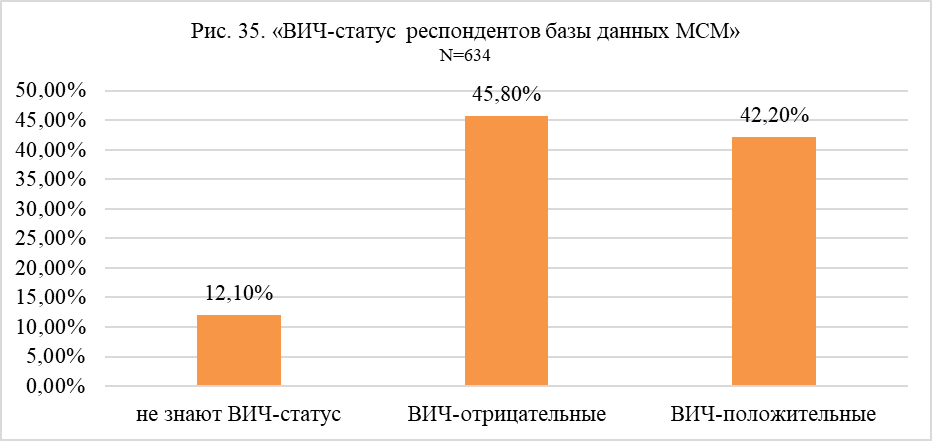 Рис. 35. «ВИЧ-статус респондентов базы данных МСМ»
N=634
50,00%
45,00%
40,00%
35,00%
30,00%
25,00%
20,00%
15,00%
10,00%
5,00%
0,00%
12,10%
45,80%
42,20%
не знают ВИЧ-статус
ВИЧ-отрицательные
ВИЧ-положительные